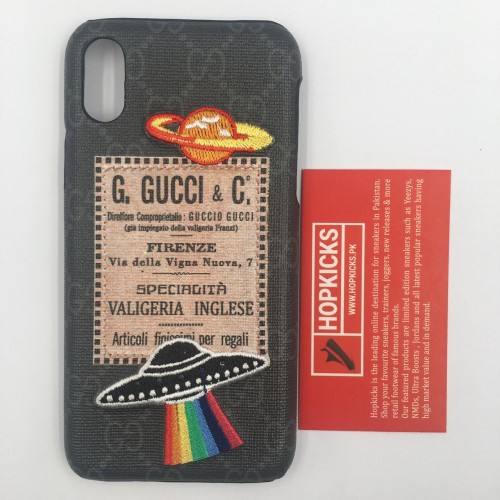 G. GUCCI & C.
Direttore Comproprietario : GUCCIO GUCCI
(già impiegato della valigeria Franzi)
FIRENZE
Via della Vigna Nuova, 7
SPECIALITÀ
VALIGERIA INGLESE
Articoli finissimi per regali
HOPKICKS
WWW.HOPKICKS.PK
Hopkicks is the leading online destination for sneakers in Pakistan.
Shop your favourite sneakers, trainers, joggers, new releases & more
retail footwear of famous brands.
Our featured products are limited edition sneakers such as Yeezys,
NMDs, Ultra Boosts , Jordans and all latest popular sneakers having
high market value and in demand.